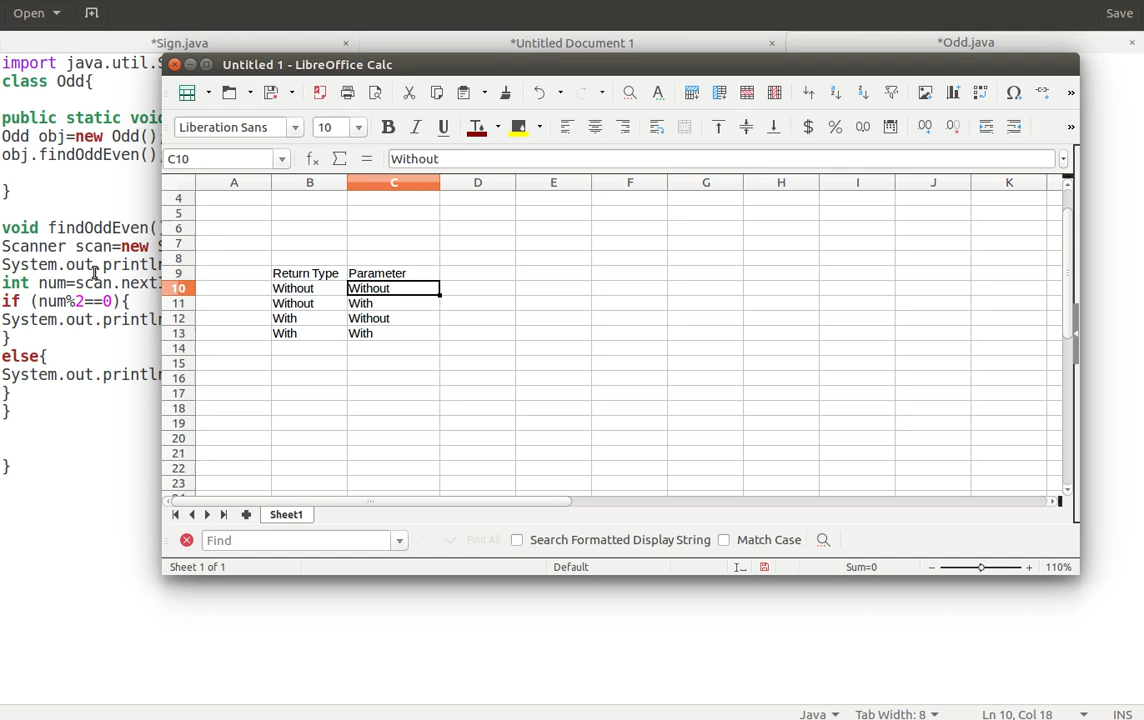 Open Save
*Sign.java *Untitled Document 1 *Odd.java
import java.util.S
class Odd{
public static voi
Odd obj=new Odd()
obj.findOddEven()
}
void findOddEven(
Scanner scan=new S
System.out.println
int num=scan.nextI
if (num%2==0){
System.out.println
}
else{
System.out.println
}
}
}
Untitled 1 - LibreOffice Calc
Liberation Sans 10
C10 Without
A B C D E F G H I J K
4
5
6
7
8
9 Return Type Parameter
10 Without Without
11 Without With
12 With Without
13 With With
14
15
16
17
18
19
20
21
22
23
Sheet1
Find Find All Search Formatted Display String Match Case
Sheet 1 of 1 Default Sum=0 110%
Java Tab Width: 8 Ln 10, Col 18 INS